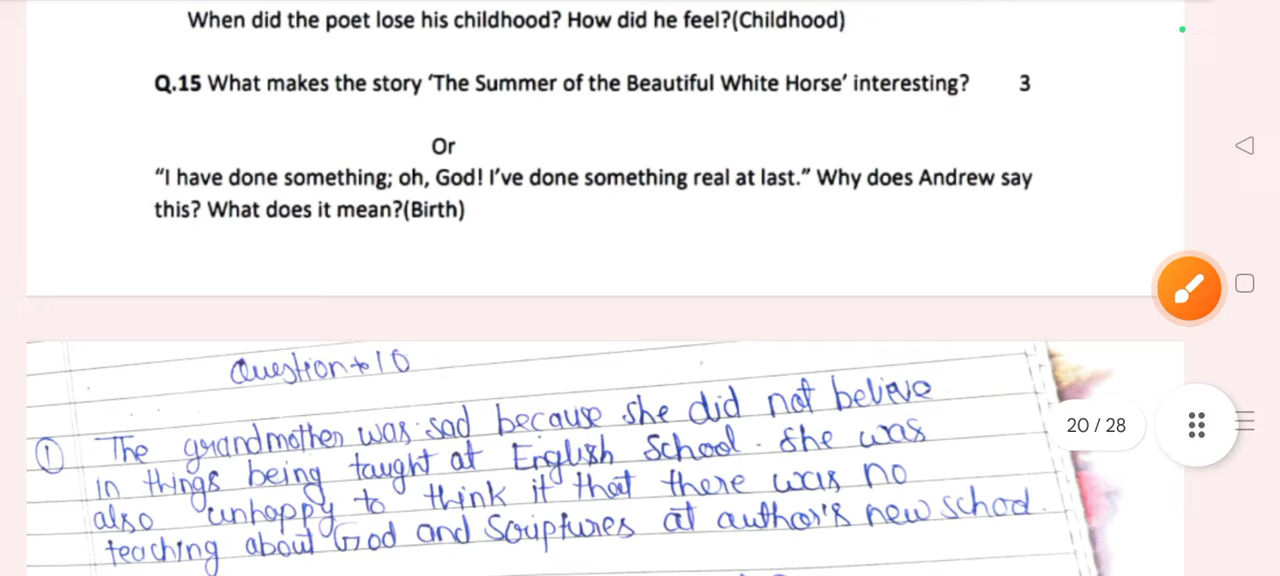 When did the poet lose his childhood? How did he feel?(Childhood)
Q.15 What makes the story ‘The Summer of the Beautiful White Horse’ interesting? 3
Or
“I have done something; oh, God! I’ve done something real at last.” Why does Andrew say
this? What does it mean?(Birth)
Question to 10
① The grandmother was sad because she did not believe
in things being taught at English School. She was
also unhappy to think it that there was no
teaching about God and Scriptures at author's new school.
20 / 28